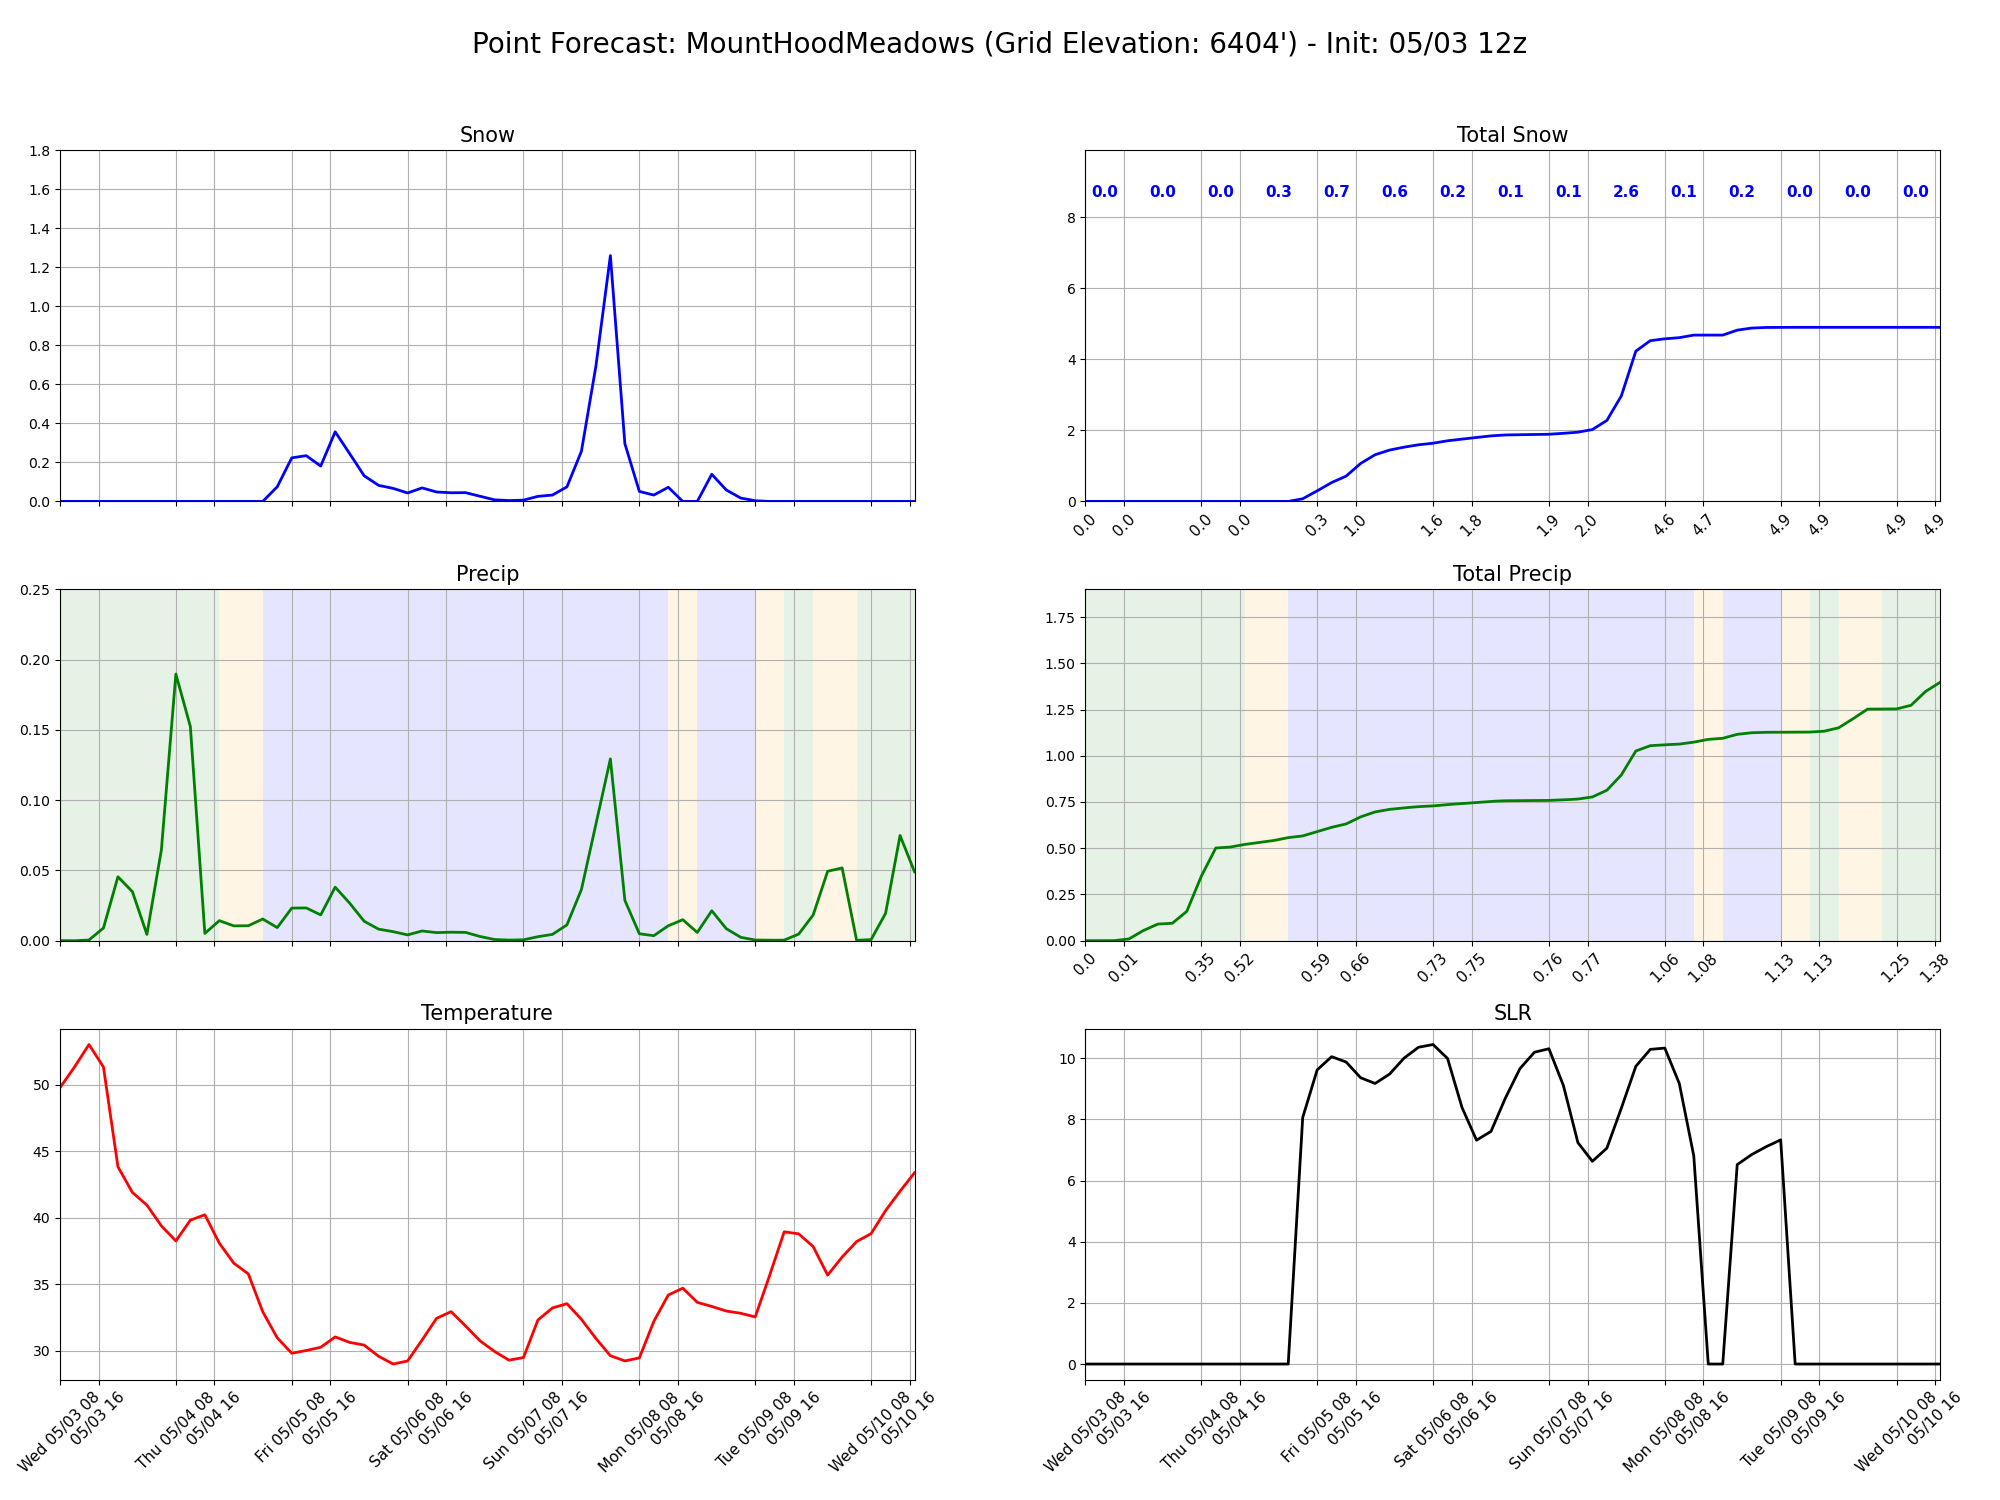 Point Forecast: MountHoodMeadows (Grid Elevation: 6404') - Init: 05/03 12z
Snow
1.8
1.6
1.4
1.2
1.0
0.8
0.6
0.4
0.2
0.0
Total Snow
0.0 0.0 0.0 0.3 0.7 0.6 0.2 0.1 0.1 2.6 0.1 0.2 0.0 0.0 0.0
8
6
4
2
0
0.0 0.0 0.0 0.0 0.3 1.0 1.6 1.8 1.9 2.0 4.6 4.7 4.9 4.9 4.9 4.9
Precip
0.25
0.20
0.15
0.10
0.05
0.00
Total Precip
1.75
1.50
1.25
1.00
0.75
0.50
0.25
0.00
0.0 0.01 0.35 0.52 0.59 0.66 0.73 0.75 0.76 0.77 1.06 1.08 1.13 1.13 1.25 1.38
Temperature
50
45
40
35
30
Wed 05/03 08
05/03 16
Thu 05/04 08
05/04 16
Fri 05/05 08
05/05 16
Sat 05/06 08
05/06 16
Sun 05/07 08
05/07 16
Mon 05/08 08
05/08 16
Tue 05/09 08
05/09 16
Wed 05/10 08
05/10 16
SLR
10
8
6
4
2
0
Wed 05/03 08
05/03 16
Thu 05/04 08
05/04 16
Fri 05/05 08
05/05 16
Sat 05/06 08
05/06 16
Sun 05/07 08
05/07 16
Mon 05/08 08
05/08 16
Tue 05/09 08
05/09 16
Wed 05/10 08
05/10 16